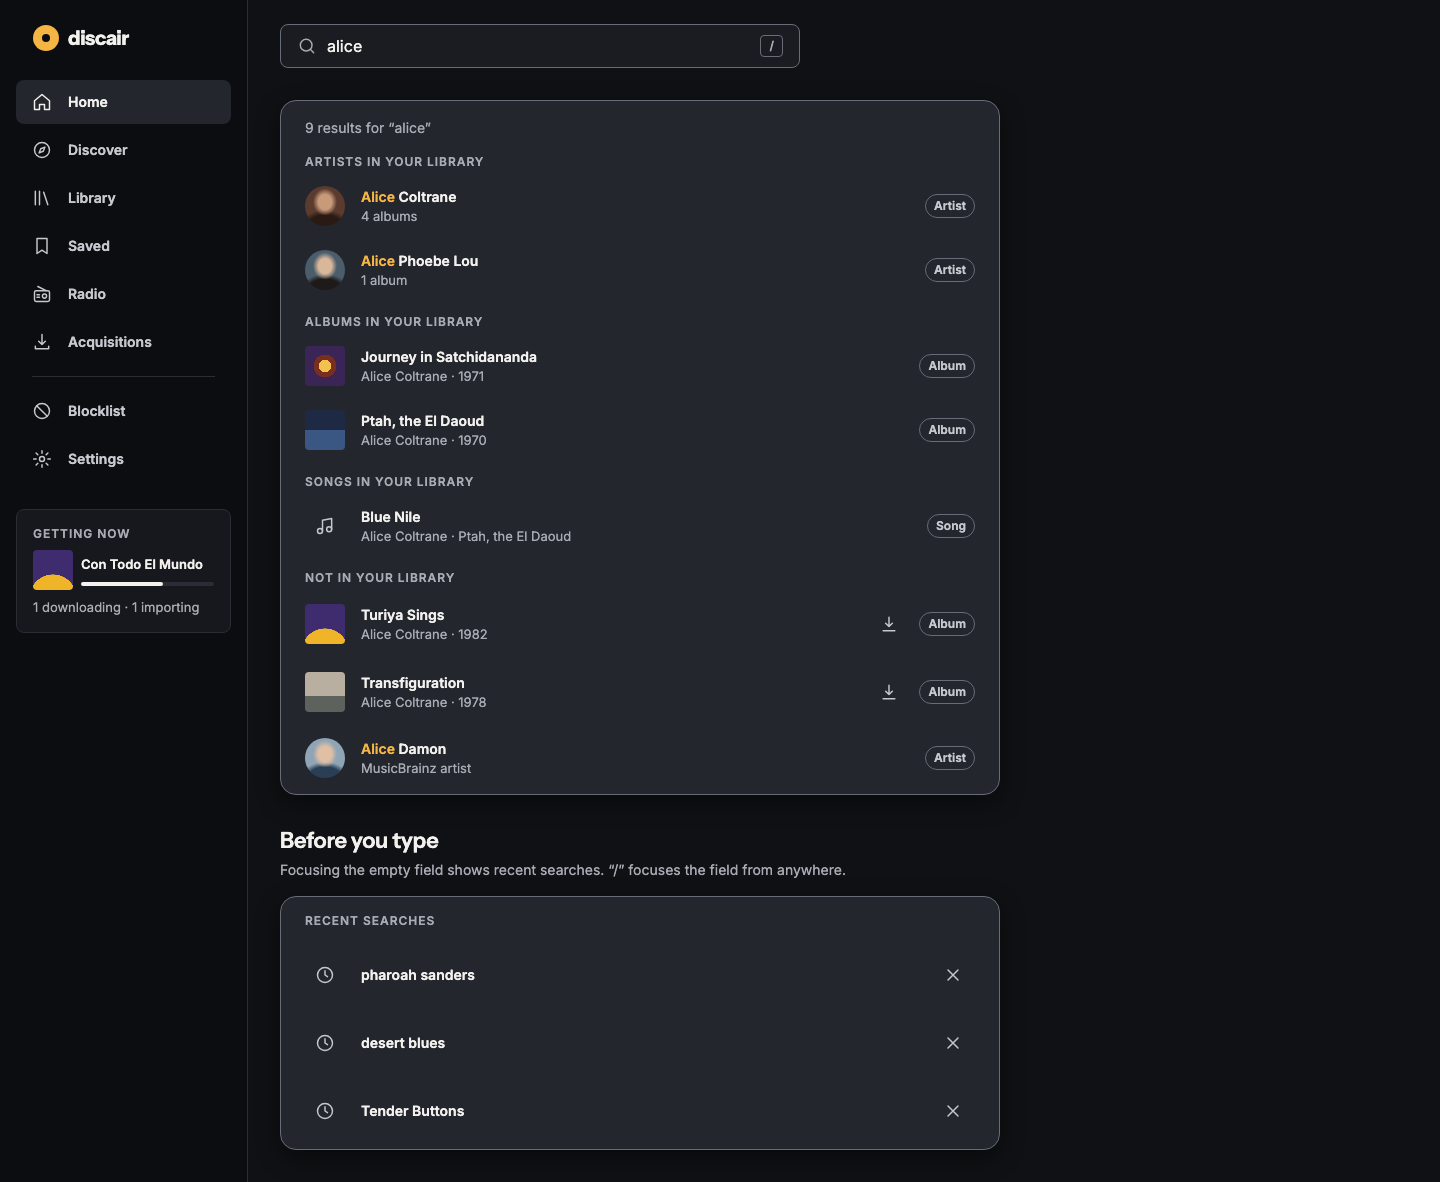 discair
Home
Discover
Library
Saved
Radio
Acquisitions
Blocklist
Settings
GETTING NOW
Con Todo El Mundo
1 downloading · 1 importing
alice
/
9 results for “alice”
ARTISTS IN YOUR LIBRARY
Alice Coltrane
4 albums
Artist
Alice Phoebe Lou
1 album
Artist
ALBUMS IN YOUR LIBRARY
Journey in Satchidananda
Alice Coltrane · 1971
Album
Ptah, the El Daoud
Alice Coltrane · 1970
Album
SONGS IN YOUR LIBRARY
Blue Nile
Alice Coltrane · Ptah, the El Daoud
Song
NOT IN YOUR LIBRARY
Turiya Sings
Alice Coltrane · 1982
Album
Transfiguration
Alice Coltrane · 1978
Album
Alice Damon
MusicBrainz artist
Artist
Before you type
Focusing the empty field shows recent searches. “/” focuses the field from anywhere.
RECENT SEARCHES
pharoah sanders
desert blues
Tender Buttons